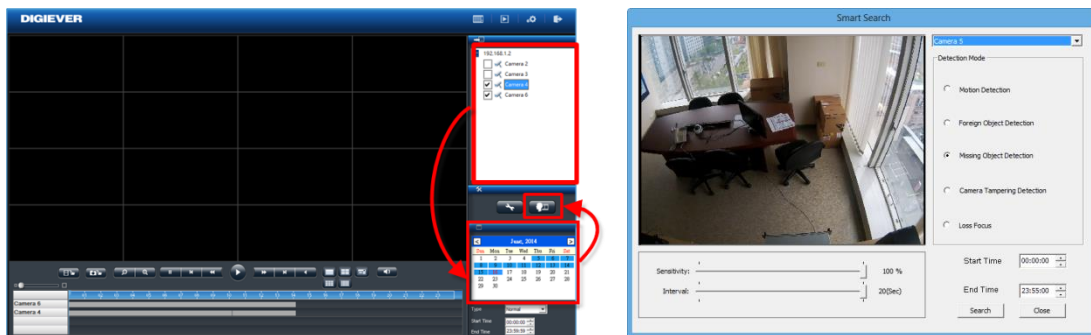 DIGIEVER
192.168.1.2
Camera 2
Camera 3
Camera 4
Camera 6
June, 2014
Sun Mon Tue Wed Thu Fri Sat
1 2 3 4 5 6 7
8 9 10 11 12 13 14
15 16 17 18 19 20 21
22 23 24 25 26 27 28
29 30
Camera 6
Camera 4
Type Normal
Start Time 00:00:00
End Time 23:59:59
Smart Search
Camera 5
Detection Mode
Motion Detection
Foreign Object Detection
Missing Object Detection
Camera Tampering Detection
Loss Focus
Sensitivity: 100 %
Interval: 20(Sec)
Start Time 00:00:00
End Time 23:55:00
Search Close